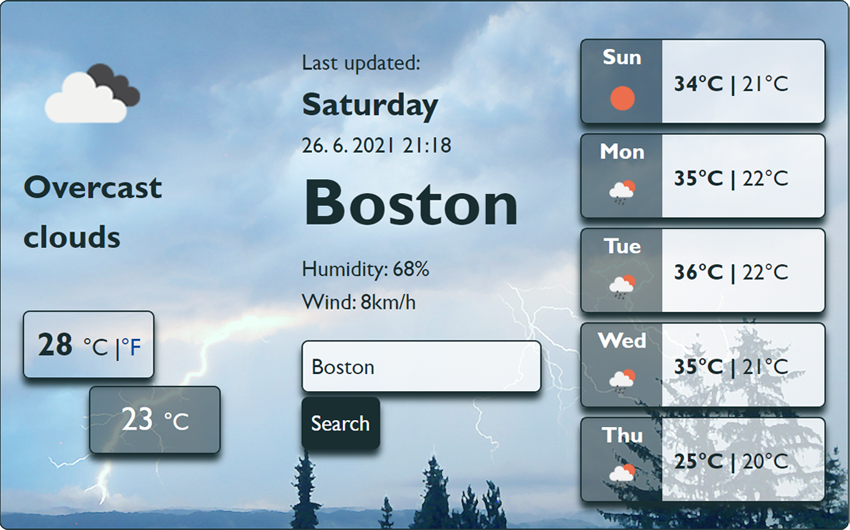 Overcast
clouds
28 °C |°F
23 °C
Last updated:
Saturday
26. 6. 2021 21:18
Boston
Humidity: 68%
Wind: 8km/h
Boston
Search
Sun
34°C | 21°C
Mon
35°C | 22°C
Tue
36°C | 22°C
Wed
35°C | 21°C
Thu
25°C | 20°C